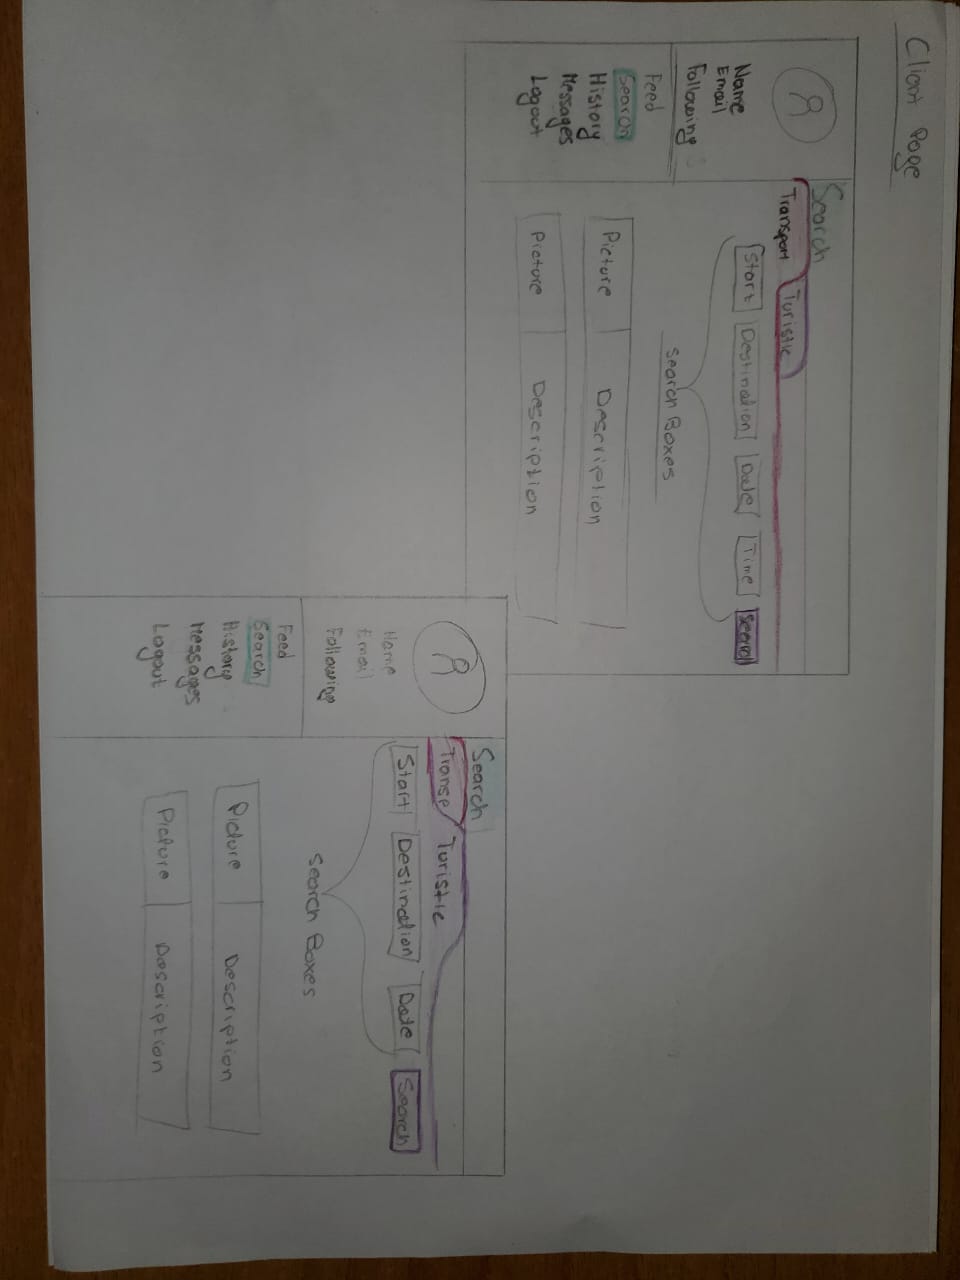 Client Page
Search
Transport Turistic
Start Destination Date Time Search
Search Boxes
Name
Email
Following
Feed
Search
History
Messages
Logout
Picture Description
Picture Description
Search
Transp Turistic
Start Destination Date Search
Search Boxes
Name
Email
Following
Feed
Search
History
Messages
Logout
Picture Description
Picture Description